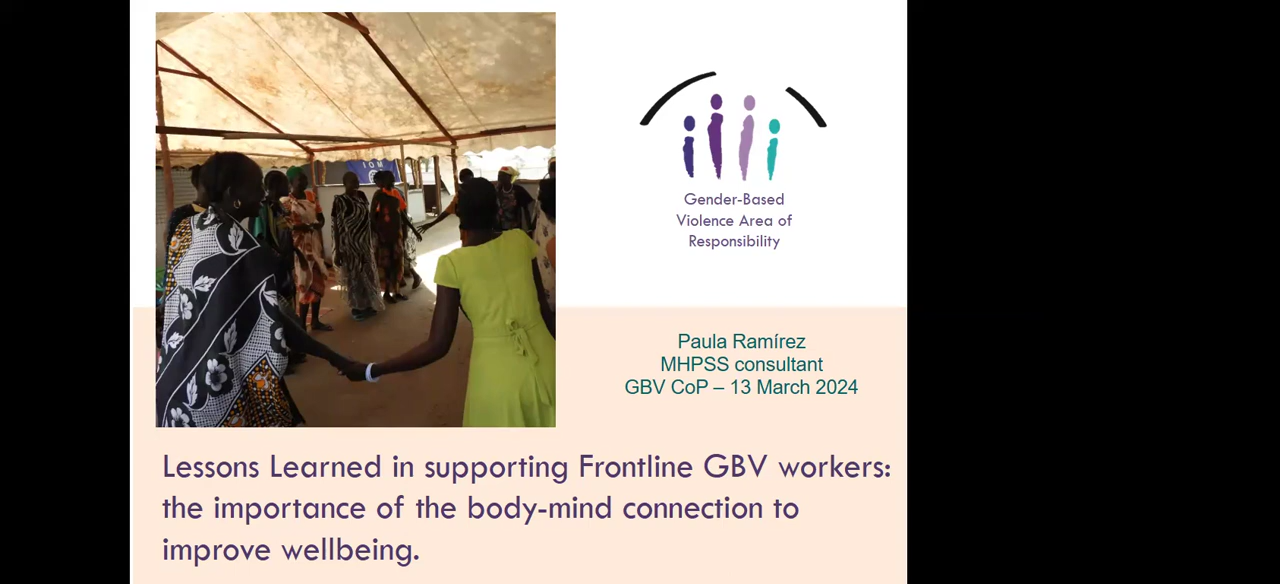 IOM
Gender-Based
Violence Area of
Responsibility
Paula Ramírez
MHPSS consultant
GBV CoP – 13 March 2024
Lessons Learned in supporting Frontline GBV workers:
the importance of the body-mind connection to
improve wellbeing.